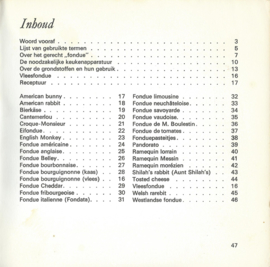 Inhoud
Woord vooraf 3
Lijst van gebruikte termen 5
Over het gerecht „fondue" 7
De noodzakelijke keukenapparatuur 10
Over de grondstoffen en hun gebruik 13
Vleesfondue 16
Receptuur 17
American bunny 17
American rabbit 18
Bierkäse 19
Cantemerlou 20
Croque-Monsieur 21
Eifondue 22
English Monkey 23
Fondue américaine 24
Fondue anglaise 25
Fondue Belley 26
Fondue bourbonnaise 27
Fondue bourguignonne (kaas) 28
Fondue bourguignonne (vlees) 16
Fondue Cheddar 29
Fondue fribourgeoise 30
Fondue italienne (Fondata) 31
Fondue limousine 32
Fondue neuchâteloise 33
Fondue savoyarde 34
Fondue vaudoise 35
Fondue de M. Boulestin 36
Fondue de tomates 37
Fonduepasteitjes 38
Pandorato 39
Ramequin lorrain 40
Ramequin Messin 41
Ramequin modern 42
Shilah's rabbit (Aunt Shilah's) 43
Toasted cheese 44
Vleesfondue 16
Welsh rarebit 45
Westlandse fondue 46
47